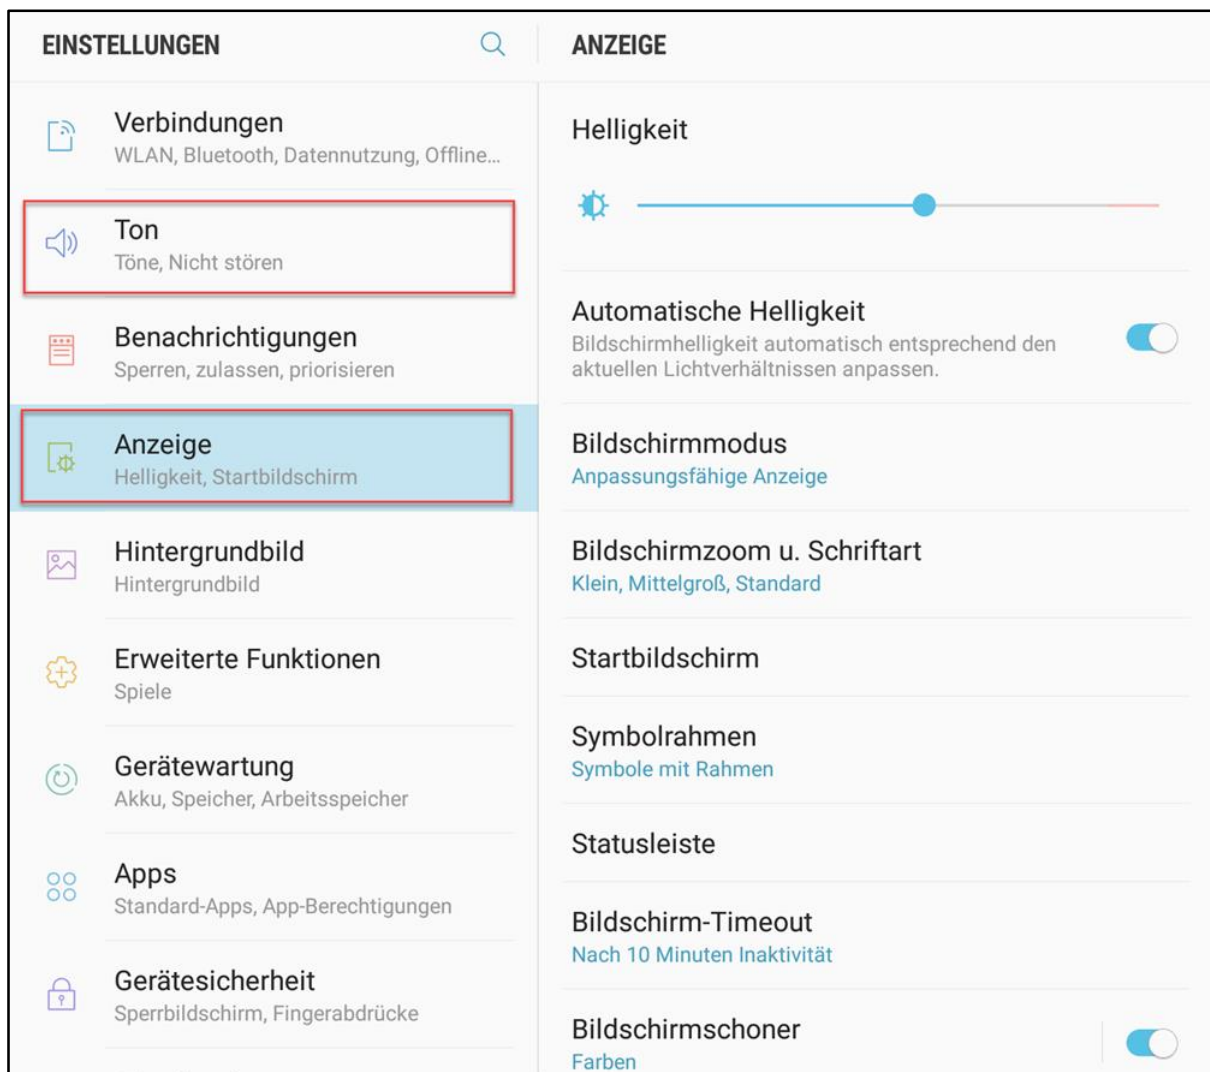 EINSTELLUNGEN
Verbindungen
WLAN, Bluetooth, Datennutzung, Offline...
Ton
Töne, Nicht stören
Benachrichtigungen
Sperren, zulassen, priorisieren
Anzeige
Helligkeit, Startbildschirm
Hintergrundbild
Hintergrundbild
Erweiterte Funktionen
Spiele
Gerätewartung
Akku, Speicher, Arbeitsspeicher
Apps
Standard-Apps, App-Berechtigungen
Gerätesicherheit
Sperrbildschirm, Fingerabdrücke
ANZEIGE
Helligkeit
Automatische Helligkeit
Bildschirmhelligkeit automatisch entsprechend den
aktuellen Lichtverhältnissen anpassen.
Bildschirmmodus
Anpassungsfähige Anzeige
Bildschirmzoom u. Schriftart
Klein, Mittelgroß, Standard
Startbildschirm
Symbolrahmen
Symbole mit Rahmen
Statusleiste
Bildschirm-Timeout
Nach 10 Minuten Inaktivität
Bildschirmschoner
Farben